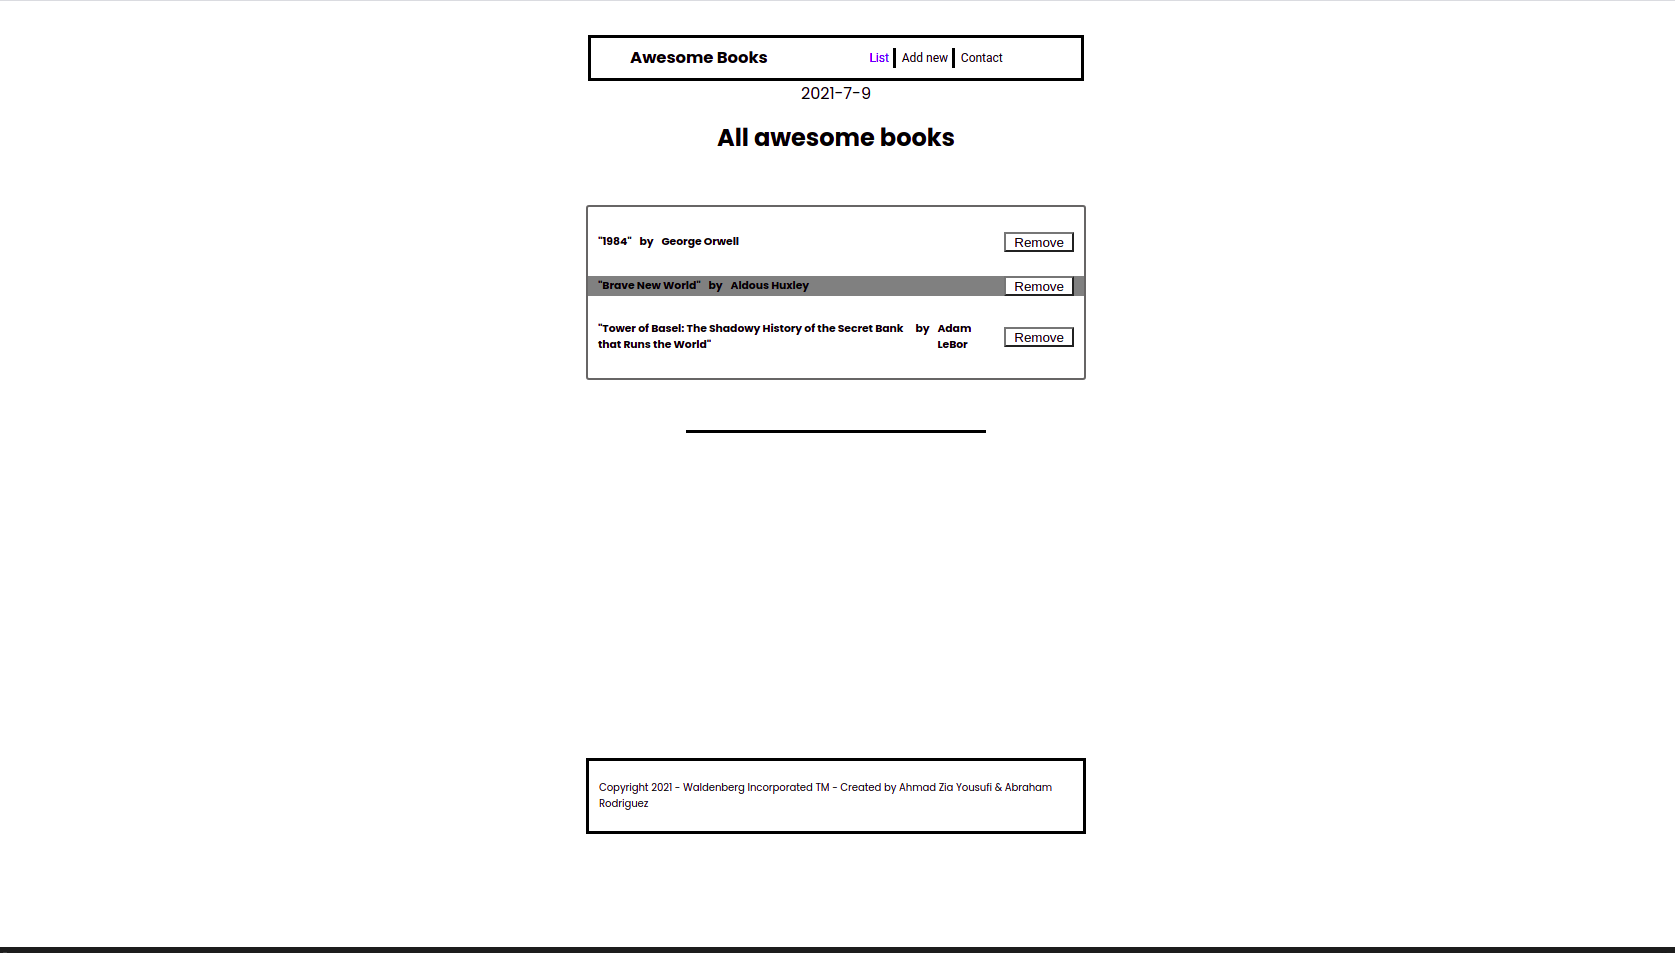 Awesome Books List Add new Contact
2021-7-9
All awesome books
"1984" by George Orwell Remove
"Brave New World" by Aldous Huxley Remove
"Tower of Basel: The Shadowy History of the Secret Bank by Adam
that Runs the World" LeBor Remove
Copyright 2021 - Waldenberg Incorporated TM - Created by Ahmad Zia Yousufi & Abraham
Rodriguez